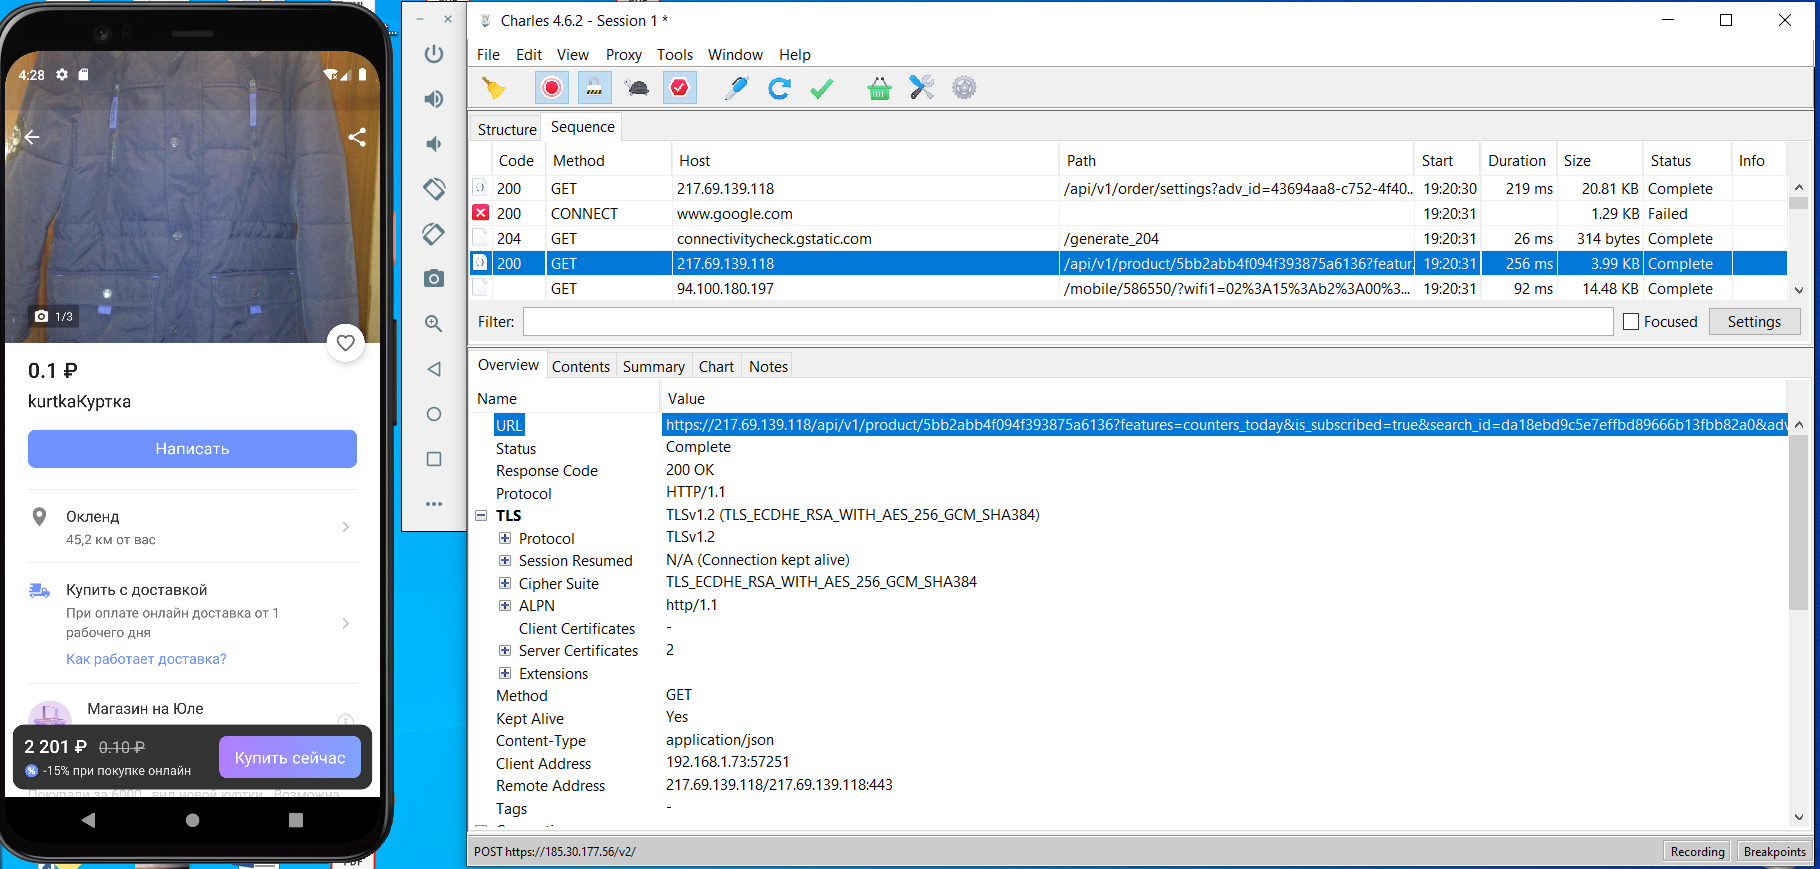 4:28
1/3
0.1 ₽
kurtkaКуртка
Написать
Окленд
45,2 км от вас
Купить с доставкой
При оплате онлайн доставка от 1
рабочего дня
Как работает доставка?
Магазин на Юле
2 201 ₽ 0.10 ₽
-15% при покупке онлайн
Купить сейчас
Charles 4.6.2 - Session 1 *
File Edit View Proxy Tools Window Help
Structure Sequence
Code Method Host Path Start Duration Size Status Info
200 GET 217.69.139.118 /api/v1/order/settings?adv_id=43694aa8-c752-4f40... 19:20:30 219 ms 20.81 KB Complete
200 CONNECT www.google.com 19:20:31 1.29 KB Failed
204 GET connectivitycheck.gstatic.com /generate_204 19:20:31 26 ms 314 bytes Complete
200 GET 217.69.139.118 /api/v1/product/5bb2abb4f094f393875a6136?featur... 19:20:31 256 ms 3.99 KB Complete
GET 94.100.180.197 /mobile/586550/?wifi1=02%3A15%3Ab2%3A00%3... 19:20:31 92 ms 14.48 KB Complete
Filter: Focused Settings
Overview Contents Summary Chart Notes
Name Value
URL https://217.69.139.118/api/v1/product/5bb2abb4f094f393875a6136?features=counters_today&is_subscribed=true&search_id=da18ebd9c5e7effbd89666b13fbb82a0&adv
Status Complete
Response Code 200 OK
Protocol HTTP/1.1
TLS TLSv1.2 (TLS_ECDHE_RSA_WITH_AES_256_GCM_SHA384)
Protocol TLSv1.2
Session Resumed N/A (Connection kept alive)
Cipher Suite TLS_ECDHE_RSA_WITH_AES_256_GCM_SHA384
ALPN http/1.1
Client Certificates -
Server Certificates 2
Extensions
Method GET
Kept Alive Yes
Content-Type application/json
Client Address 192.168.1.73:57251
Remote Address 217.69.139.118/217.69.139.118:443
Tags -
POST https://185.30.177.56/v2/
Recording Breakpoints